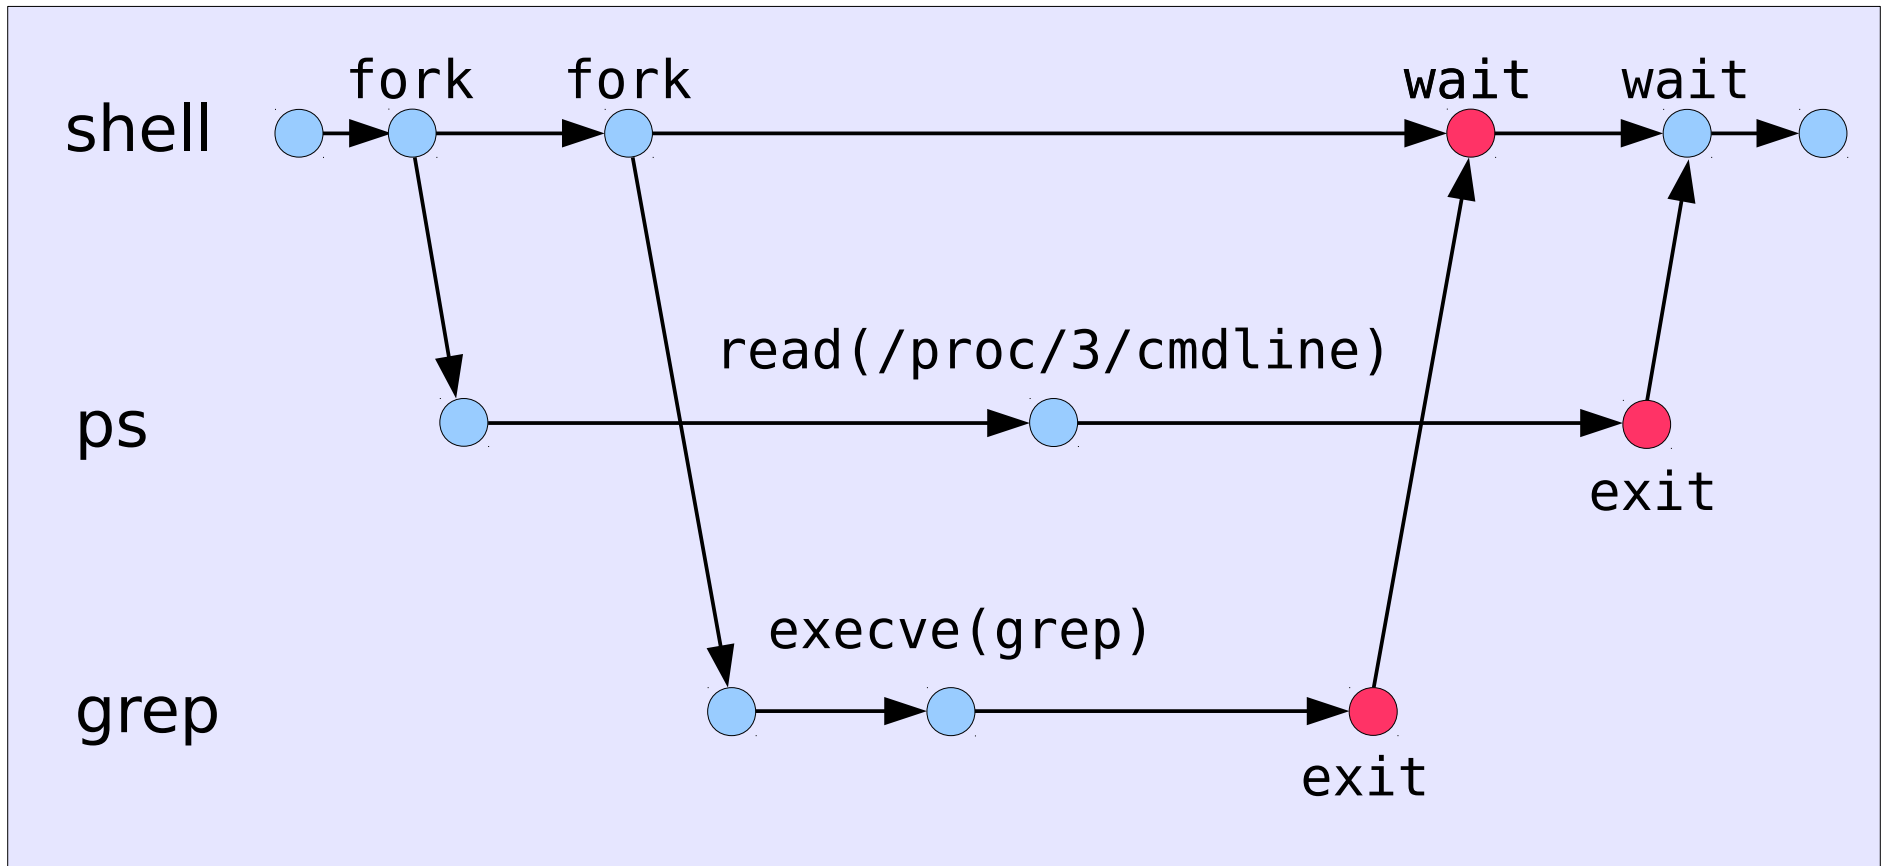 fork fork wait wait
shell
read(/proc/3/cmdline)
ps
exit
execve(grep)
grep
exit